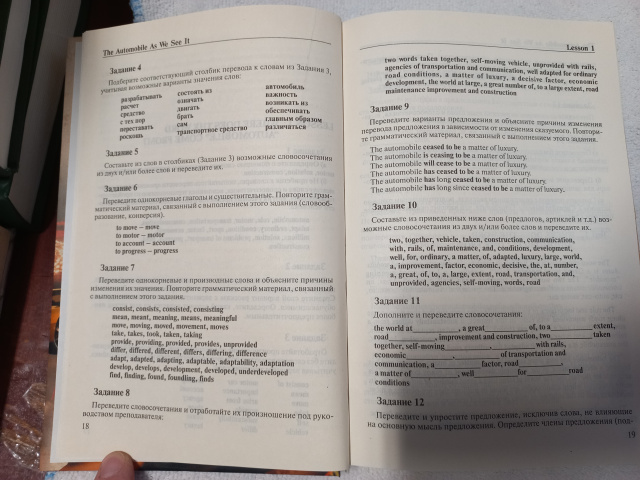 The Automobile As We See It
Задание 4
Подберите соответствующий столбик перевода к словам из Задания 3,
учитывая возможные варианты значения слов:
разрабатывать состоять из автомобиль
расчет означать важность
средство двигать возникать из
с тех пор брать обеспечивать
переставать сам главным образом
роскошь транспортное средство различаться
Задание 5
Составьте из слов в столбиках (Задание 3) возможные словосочетания
из двух и/или более слов и переведите их.
Задание 6
Переведите однокоренные глаголы и существительные. Повторите грам-
матический материал, связанный с выполнением этого задания (словооб-
разование, конверсия).
to move – move
to motor – motor
to account – account
to progress – progress
Задание 7
Переведите однокоренные и производные слова и объясните причины
изменения их значения. Повторите грамматический материал, связанный
с выполнением этого задания.
consist, consists, consisted, consisting
mean, meant, meaning, means, meaningful
move, moving, moved, movement, moves
take, takes, took, taken, taking
provide, providing, provided, provides, unprovided
differ, differed, different, differs, differing, difference
adapt, adapted, adapting, adaptable, adaptability, adaptation
develop, develops, development, developed, underdeveloped
find, finding, found, foundling, finds
Задание 8
Переведите словосочетания и отработайте их произношение под руко-
водством преподавателя:
18
Lesson 1
two words taken together, self-moving vehicle, unprovided with rails,
agencies of transportation and communication, well adapted for ordinary
road conditions, a matter of luxury, a decisive factor, economic
development, the world at large, a great number of, to a large extent, road
maintenance improvement and construction
Задание 9
Переведите варианты предложения и объясните причины изменения
перевода предложения в зависимости от изменения сказуемого. Повтори-
те грамматический материал, связанный с выполнением этого задания.
The automobile ceased to be a matter of luxury.
The automobile is ceasing to be a matter of luxury.
The automobile will cease to be a matter of luxury.
The automobile has ceased to be a matter of luxury.
The automobile has long ceased to be a matter of luxury.
The automobile has long since ceased to be a matter of luxury.
Задание 10
Составьте из приведенных ниже слов (предлогов, артиклей и т.д.) воз-
можные словосочетания из двух и/или более слов и переведите их.
two, together, vehicle, taken, construction, communication,
with, rails, of, maintenance, and, conditions, development,
well, for, ordinary, a, matter, of, adapted, luxury, large, world,
a, improvement, factor, economic, decisive, the, at, number,
a, great, of, to, a, large, extent, road, transportation, and,
unprovided, agencies, self-moving, words, road
Задание 11
Дополните и переведите словосочетания:
the world at ________, a great ________ of, to a ________ extent,
road ________, improvement and construction, two ________ taken
together, self-moving ________ ________ with rails,
economic ________, ________ of transportation and
communication, a ________ factor, road ________,
a matter of ________, well ________ for ________ road
conditions
Задание 12
Переведите и упростите предложение, исключив слова, не влияющие
на основную мысль предложения. Определите члены предложения (под-
19